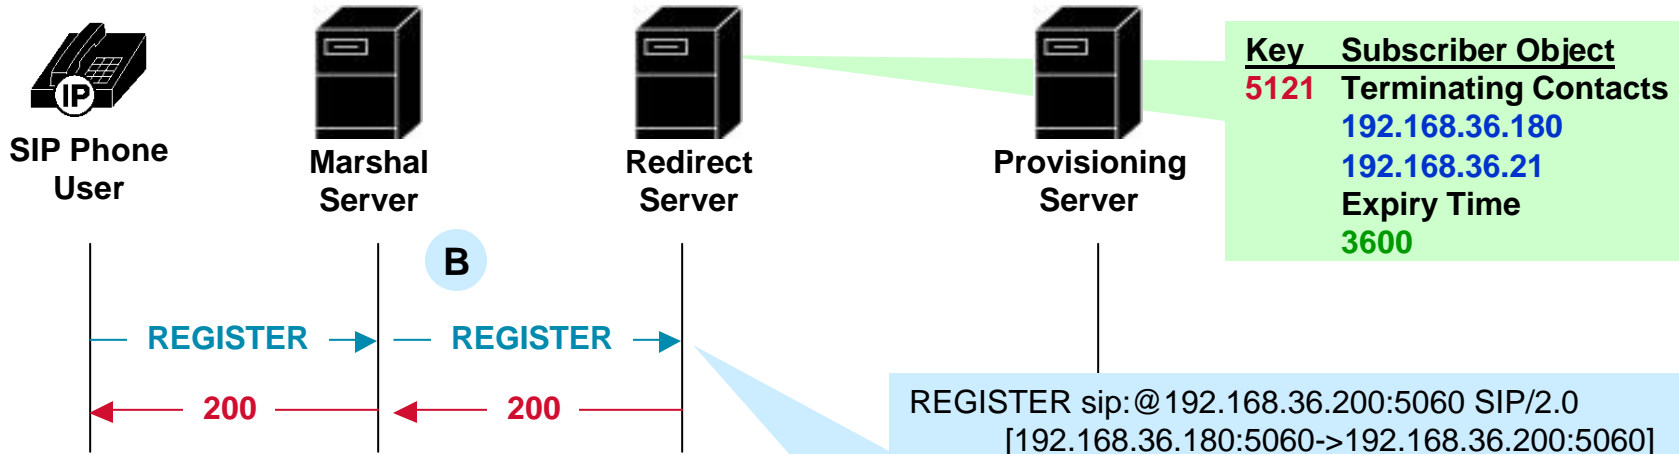 IP
SIP Phone
User
Marshal
Server
Redirect
Server
Provisioning
Server
Key Subscriber Object
5121 Terminating Contacts
192.168.36.180
192.168.36.21
Expiry Time
3600
B
REGISTER REGISTER
200 200
REGISTER sip:@192.168.36.200:5060 SIP/2.0
[192.168.36.180:5060->192.168.36.200:5060]